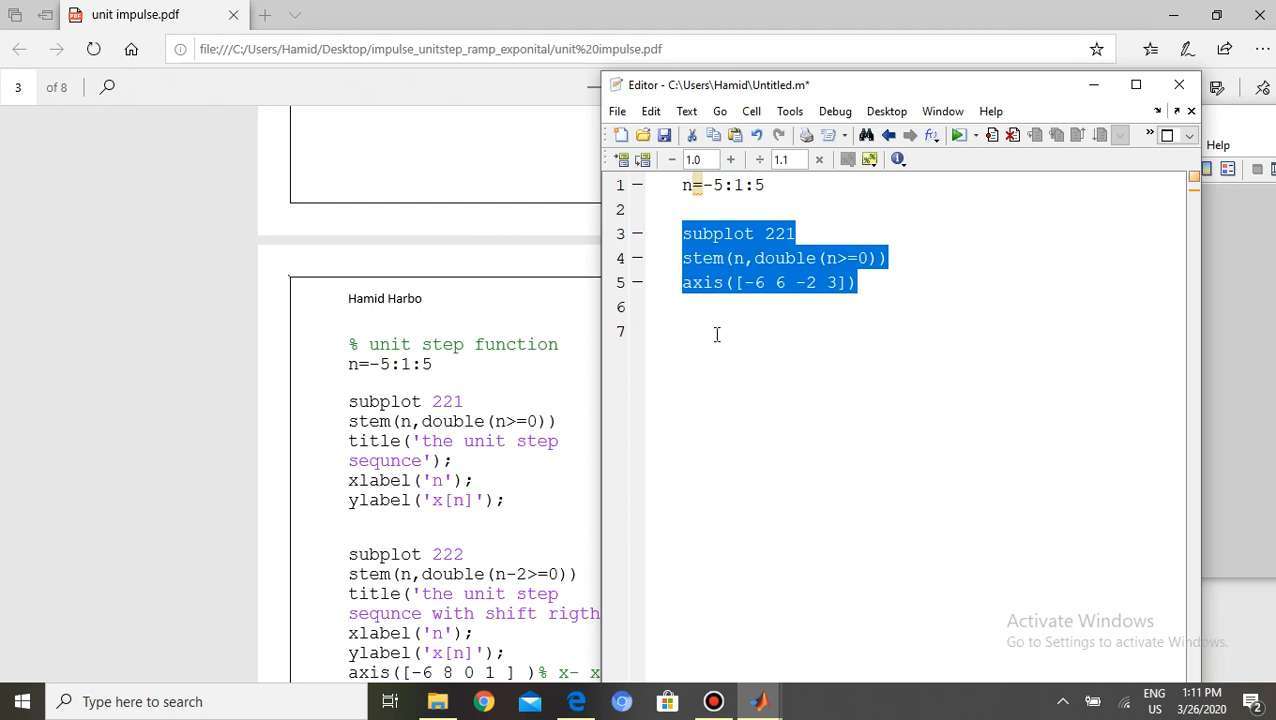 unit impulse.pdf
file:///C:/Users/Hamid/Desktop/impulse_unitstep_ramp_exponital/unit%20impulse.pdf
3 of 8
Editor - C:\Users\Hamid\Untitled.m*
File Edit Text Go Cell Tools Debug Desktop Window Help
Help
1.0 1.1
1 n=-5:1:5
2
3 subplot 221
4 stem(n,double(n>=0))
5 axis([-6 6 -2 3])
6
7
Hamid Harbo
% unit step function
n=-5:1:5
subplot 221
stem(n,double(n>=0))
title('the unit step
sequnce');
xlabel('n');
ylabel('x[n]');
subplot 222
stem(n,double(n-2>=0))
title('the unit step
sequnce with shift rigth
xlabel('n');
ylabel('x[n]');
axis([-6 8 0 1 ] )% x- x
Activate Windows
Go to Settings to activate Windows.
Type here to search
ENG
US
1:11 PM
3/26/2020
2